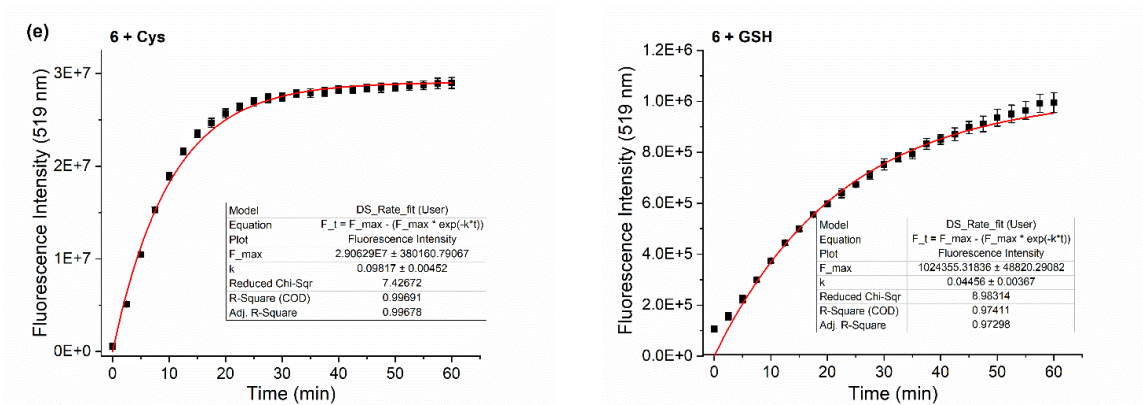 (e)
6 + Cys
Fluorescence Intensity (519 nm)
3E+7
2E+7
1E+7
0E+0
0 10 20 30 40 50 60
Time (min)
Model DS_Rate_fit (User)
Equation F_t = F_max - (F_max * exp(-k*t))
Plot Fluorescence Intensity
F_max 2.90629E7 ± 380160.79067
k 0.09817 ± 0.00452
Reduced Chi-Sqr 7.42672
R-Square (COD) 0.99691
Adj. R-Square 0.99678
6 + GSH
Fluorescence Intensity (519 nm)
1.2E+6
1.0E+6
8.0E+5
6.0E+5
4.0E+5
2.0E+5
0.0E+0
0 10 20 30 40 50 60
Time (min)
Model DS_Rate_fit (User)
Equation F_t = F_max - (F_max * exp(-k*t))
Plot Fluorescence Intensity
F_max 1024355.31836 ± 48820.29082
k 0.04456 ± 0.00367
Reduced Chi-Sqr 8.98314
R-Square (COD) 0.97411
Adj. R-Square 0.97298